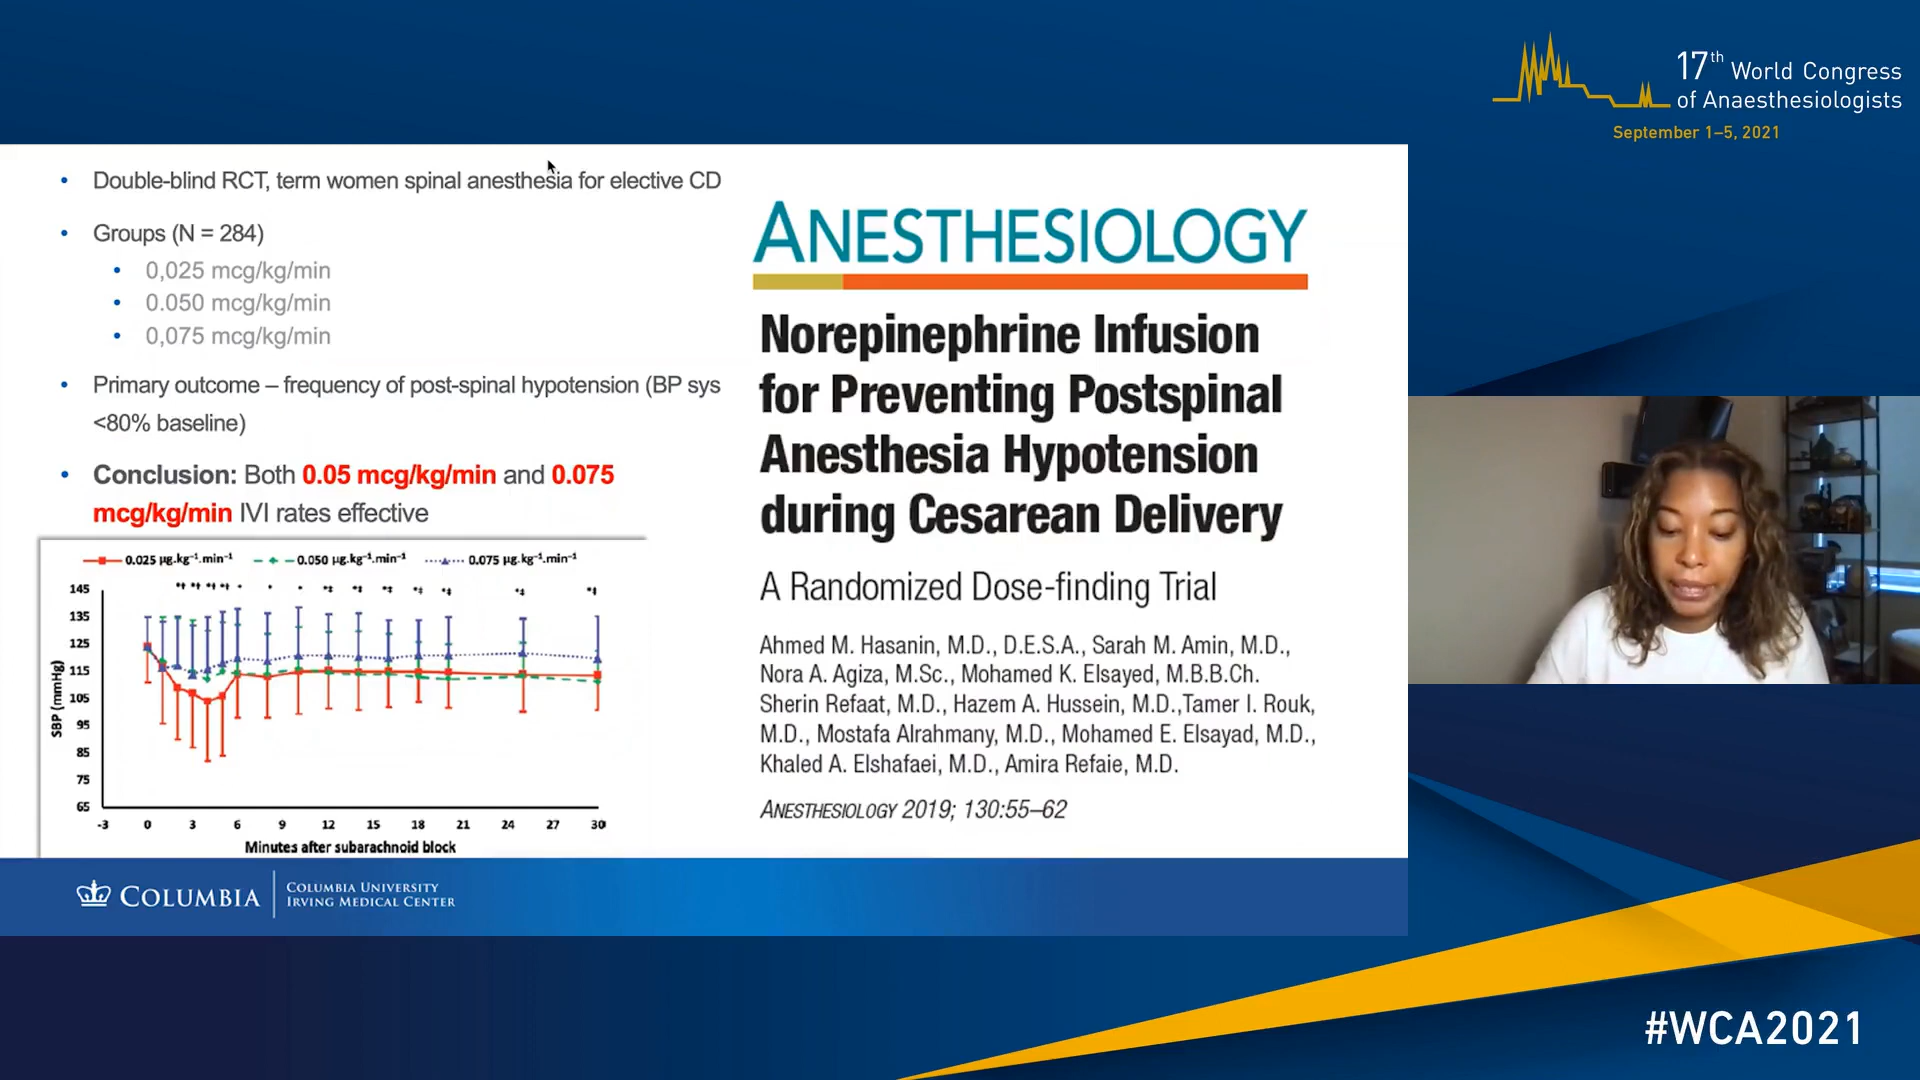 17th World Congress
of Anaesthesiologists
September 1–5, 2021
• Double-blind RCT, term women spinal anesthesia for elective CD
• Groups (N = 284)
• 0,025 mcg/kg/min
• 0.050 mcg/kg/min
• 0,075 mcg/kg/min
• Primary outcome – frequency of post-spinal hypotension (BP sys
<80% baseline)
• Conclusion: Both 0.05 mcg/kg/min and 0.075
mcg/kg/min IVI rates effective
0.025 µg.kg⁻¹.min⁻¹ 0.050 µg.kg⁻¹.min⁻¹ 0.075 µg.kg⁻¹.min⁻¹
145
135
125
115
105
95
85
75
65
SBP (mmHg)
-3 0 3 6 9 12 15 18 21 24 27 30
Minutes after subarachnoid block
ANESTHESIOLOGY
Norepinephrine Infusion
for Preventing Postspinal
Anesthesia Hypotension
during Cesarean Delivery
A Randomized Dose-finding Trial
Ahmed M. Hasanin, M.D., D.E.S.A., Sarah M. Amin, M.D.,
Nora A. Agiza, M.Sc., Mohamed K. Elsayed, M.B.B.Ch.
Sherin Refaat, M.D., Hazem A. Hussein, M.D.,Tamer I. Rouk,
M.D., Mostafa Alrahmany, M.D., Mohamed E. Elsayad, M.D.,
Khaled A. Elshafaei, M.D., Amira Refaie, M.D.
ANESTHESIOLOGY 2019; 130:55–62
COLUMBIA
COLUMBIA UNIVERSITY
IRVING MEDICAL CENTER
#WCA2021